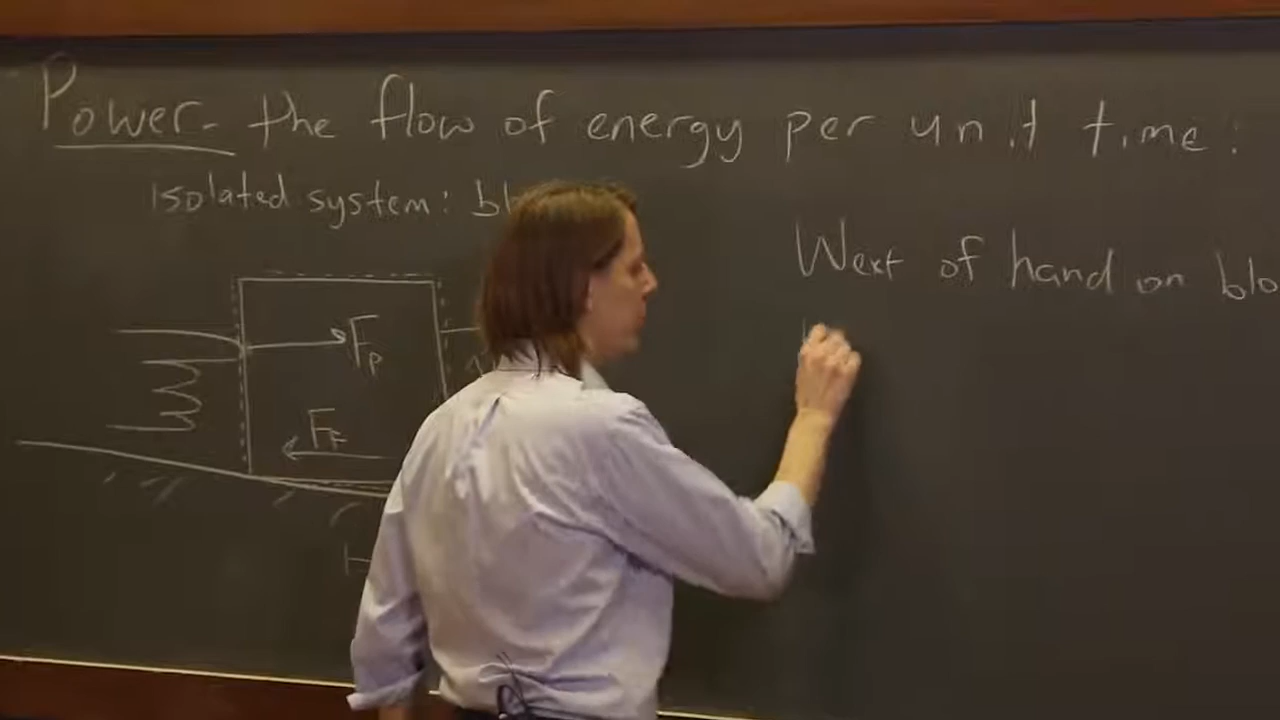 Power - the flow of energy per unit time:
isolated system: bl
Wext of hand on blo
Fp
FF